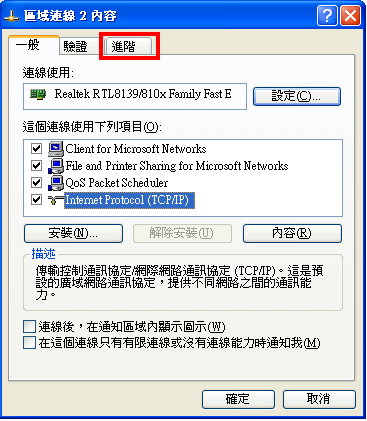 區域連線 2 內容
一般
驗證
進階
連線使用:
Realtek RTL8139/810x Family Fast E
設定(C)...
這個連線使用下列項目(O):
Client for Microsoft Networks
File and Printer Sharing for Microsoft Networks
QoS Packet Scheduler
Internet Protocol (TCP/IP)
安裝(N)...
解除安裝(U)
內容(R)
描述
傳輸控制通訊協定/網際網路通訊協定 (TCP/IP)。這是預
設的廣域網路通訊協定,提供不同網路之間的通訊能
力。
連線後,在通知區域內顯示圖示(W)
在這個連線只有有限連線或沒有連線能力時通知我(M)
確定
取消